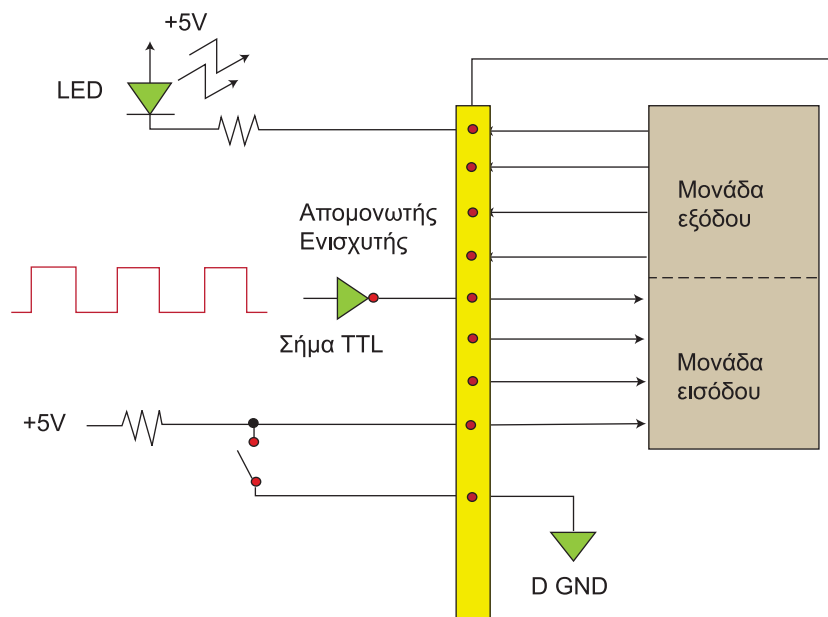 +5V
LED
Απομονωτής
Ενισχυτής
Σήμα TTL
Μονάδα
εξόδου
Μονάδα
εισόδου
+5V
D GND